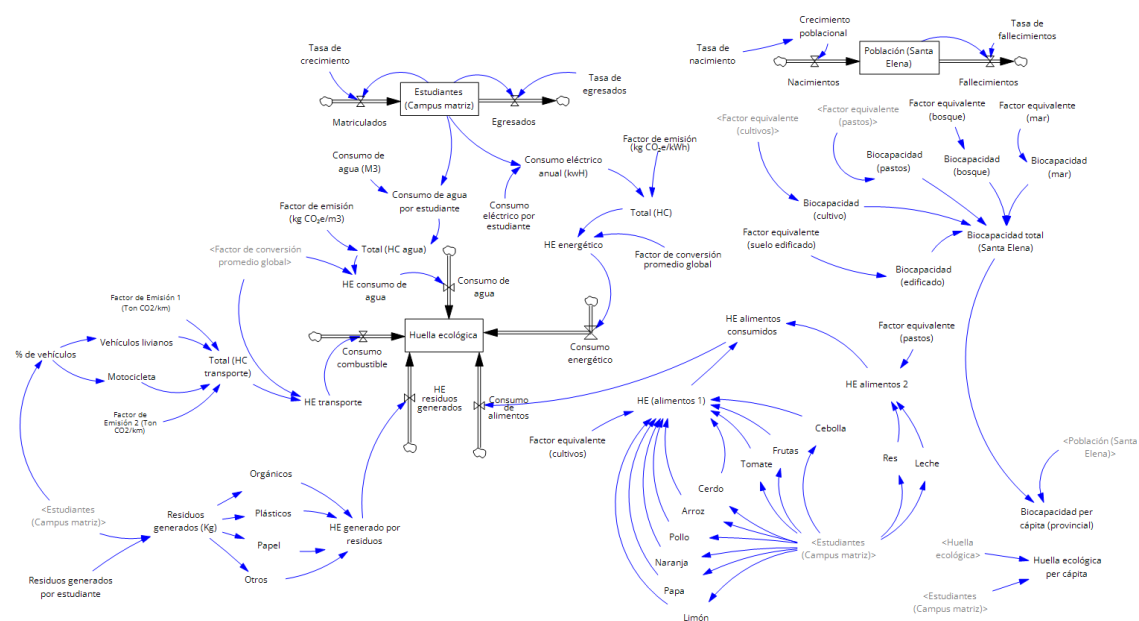 Tasa de
crecimiento
Estudiantes
(Campus matriz)
Tasa de
egresados
Matriculados
Egresados
Crecimiento
poblacional
Tasa de
nacimiento
Población (Santa
Elena)
Tasa de
fallecimientos
Nacimientos
Fallecimientos
Consumo de
agua (M3)
Consumo de agua
por estudiante
Factor de emisión
(kg CO₂e/m3)
<Factor de conversión
promedio global>
Total (HC agua)
HE consumo de
agua
Consumo
de agua
Consumo eléctrico
anual (kwH)
Factor de emisión
(kg CO₂e/kWh)
Consumo
eléctrico por
estudiante
Total (HC)
HE energético
Factor de conversión
promedio global
<Factor equivalente
(cultivos)>
<Factor equivalente
(pastos)>
Factor equivalente
(bosque)
Factor equivalente
(mar)
Biocapacidad
(pastos)
Biocapacidad
(bosque)
Biocapacidad
(mar)
Biocapacidad
(cultivo)
Factor equivalente
(suelo edificado)
Biocapacidad total
(Santa Elena)
Biocapacidad
(edificado)
Factor de Emisión 1
(Ton CO2/km)
% de vehículos
Vehículos livianos
Motocicleta
Total (HC
transporte)
Factor de
Emisión 2 (Ton
CO2/km)
HE transporte
Consumo
combustible
Huella ecológica
Consumo
energético
HE
residuos
generados
Consumo
de
alimentos
HE alimentos
consumidos
Factor equivalente
(pastos)
HE alimentos 2
HE (alimentos 1)
Factor equivalente
(cultivos)
Cebolla
Frutas
Tomate
Cerdo
Arroz
Pollo
Naranja
Papa
Limón
Res
Leche
<Estudiantes
(Campus matriz)>
<Estudiantes
(Campus matriz)>
Residuos
generados (Kg)
Residuos generados
por estudiante
Orgánicos
Plásticos
Papel
Otros
HE generado por
residuos
<Población (Santa
Elena)>
Biocapacidad per
cápita (provincial)
<Huella
ecológica>
Huella ecológica
per cápita
<Estudiantes
(Campus matriz)>